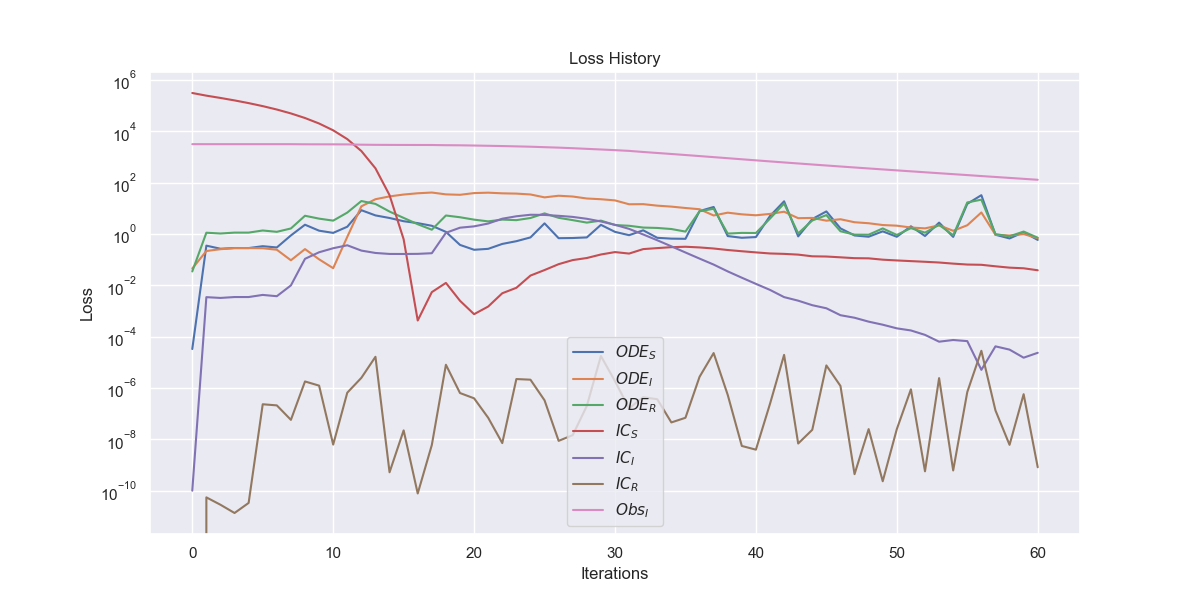 Loss History
Loss
10^6
10^4
10^2
10^0
10^−2
10^−4
10^−6
10^−8
10^−10
ODE_S
ODE_I
ODE_R
IC_S
IC_I
IC_R
Obs_I
0 10 20 30 40 50 60
Iterations